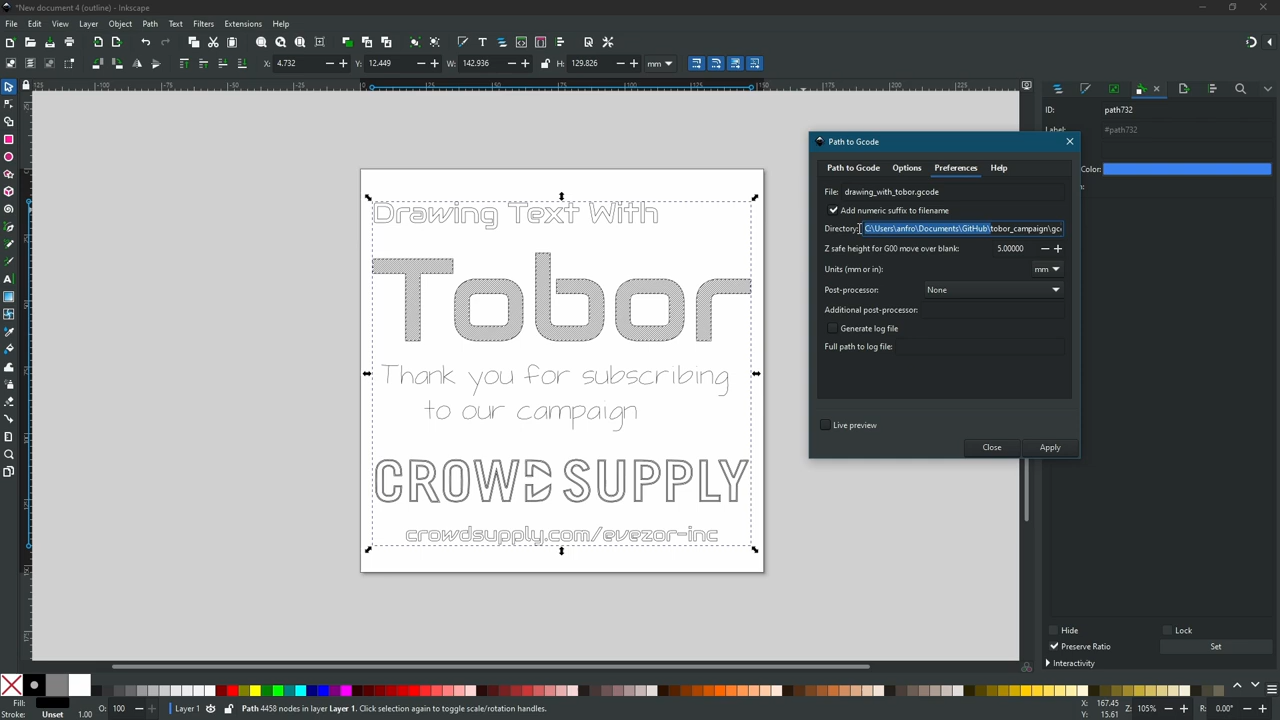 *New document 4 (outline) - Inkscape
File Edit View Layer Object Path Text Filters Extensions Help
X: 4.732 Y: 12.449 W: 142.936 H: 129.826 mm
Path to Gcode
Path to Gcode Options Preferences Help
File: drawing_with_tobor.gcode
Add numeric suffix to filename
Directory: C:\Users\anfro\Documents\GitHub\tobor_campaign\gc
Z safe height for G00 move over blank: 5.00000
Units (mm or in): mm
Post-processor: None
Additional post-processor:
Generate log file
Full path to log file:
Live preview
Close Apply
ID: path732
Label: #path732
Color:
Hide Lock
Preserve Ratio Set
Interactivity
Drawing Text With
Tobor
Thank you for subscribing
to our campaign
CROWD SUPPLY
crowdsupply.com/evezor-inc
Fill:
Stroke: Unset 1.00
O: 100
Layer 1
Path 4458 nodes in layer Layer 1. Click selection again to toggle scale/rotation handles.
X: 167.45
Y: 15.61
Z: 105%
R: 0.00°